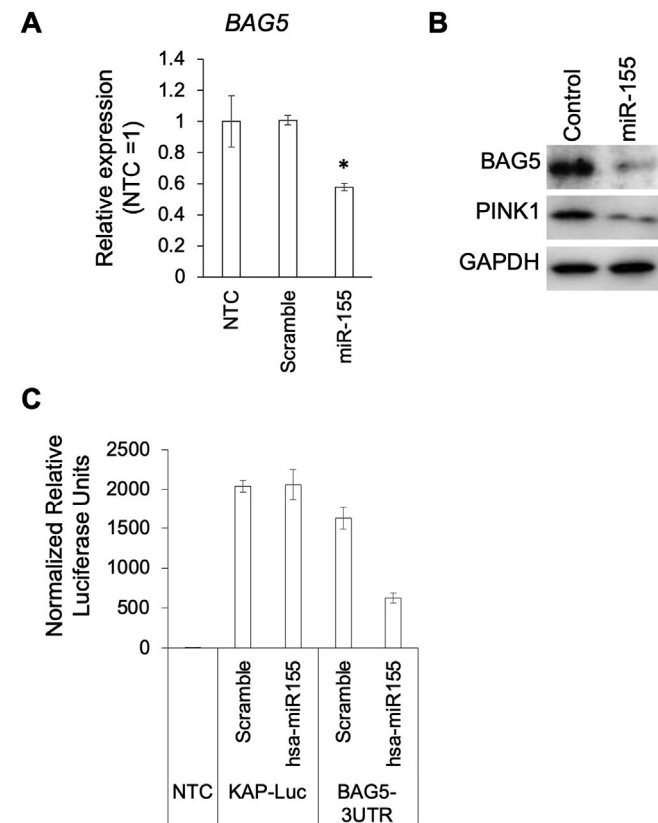 A
BAG5
Relative expression
(NTC =1)
1.4
1.2
1
0.8
0.6
0.4
0.2
0
*
NTC
Scramble
miR-155
B
Control
miR-155
BAG5
PINK1
GAPDH
C
Normalized Relative
Luciferase Units
2500
2000
1500
1000
500
0
Scramble
hsa-miR155
Scramble
hsa-miR155
NTC
KAP-Luc
BAG5-
3UTR